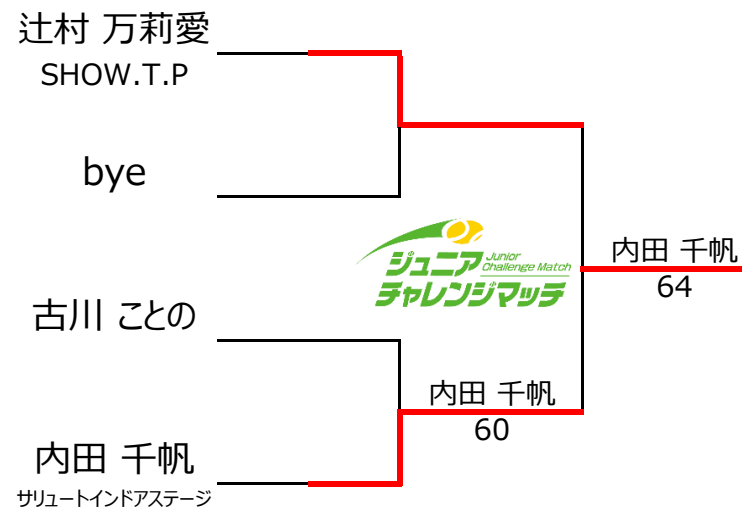 辻村 万莉愛
SHOW.T.P
bye
古川 ことの
内田 千帆
サリュートインドアステージ
ジュニア
Junior
Challenge Match
チャレンジマッチ
内田 千帆
60
内田 千帆
64